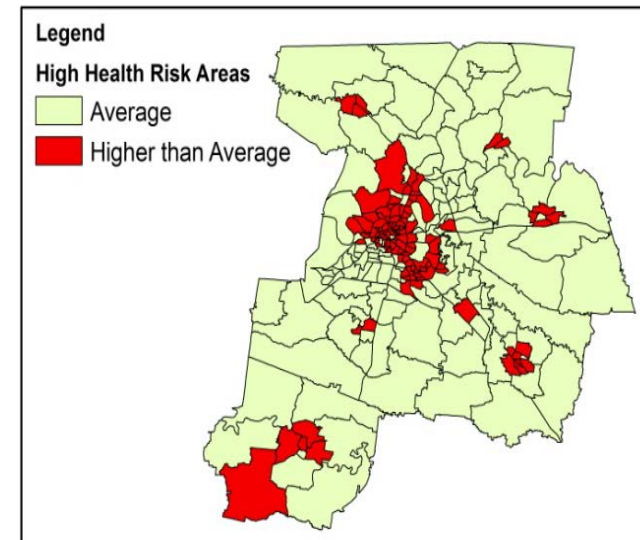 Legend
High Health Risk Areas
Average
Higher than Average